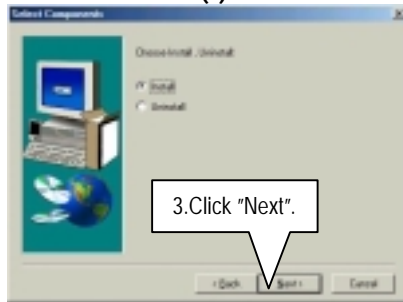 Select Components
Choose Install, Uninstall
Install
Uninstall
3.Click "Next".
< Back Next > Cancel